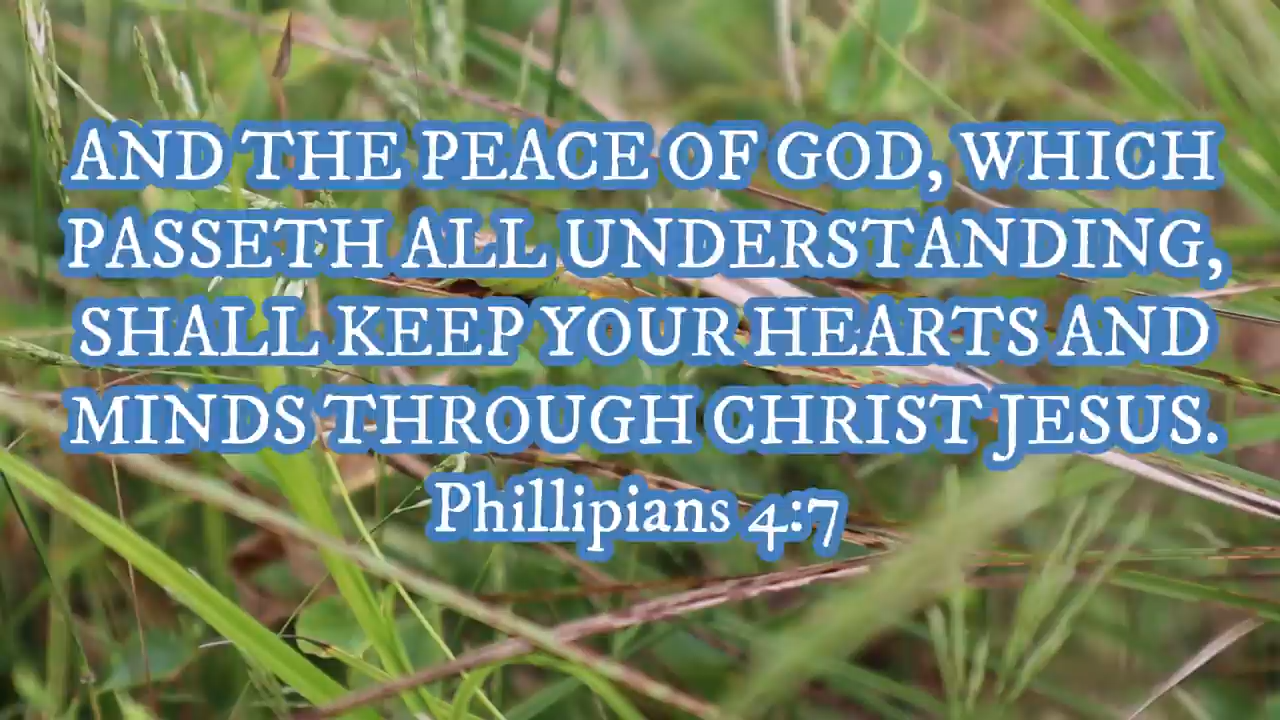 AND THE PEACE OF GOD, WHICH
PASSETH ALL UNDERSTANDING,
SHALL KEEP YOUR HEARTS AND
MINDS THROUGH CHRIST JESUS.
Phillipians 4:7